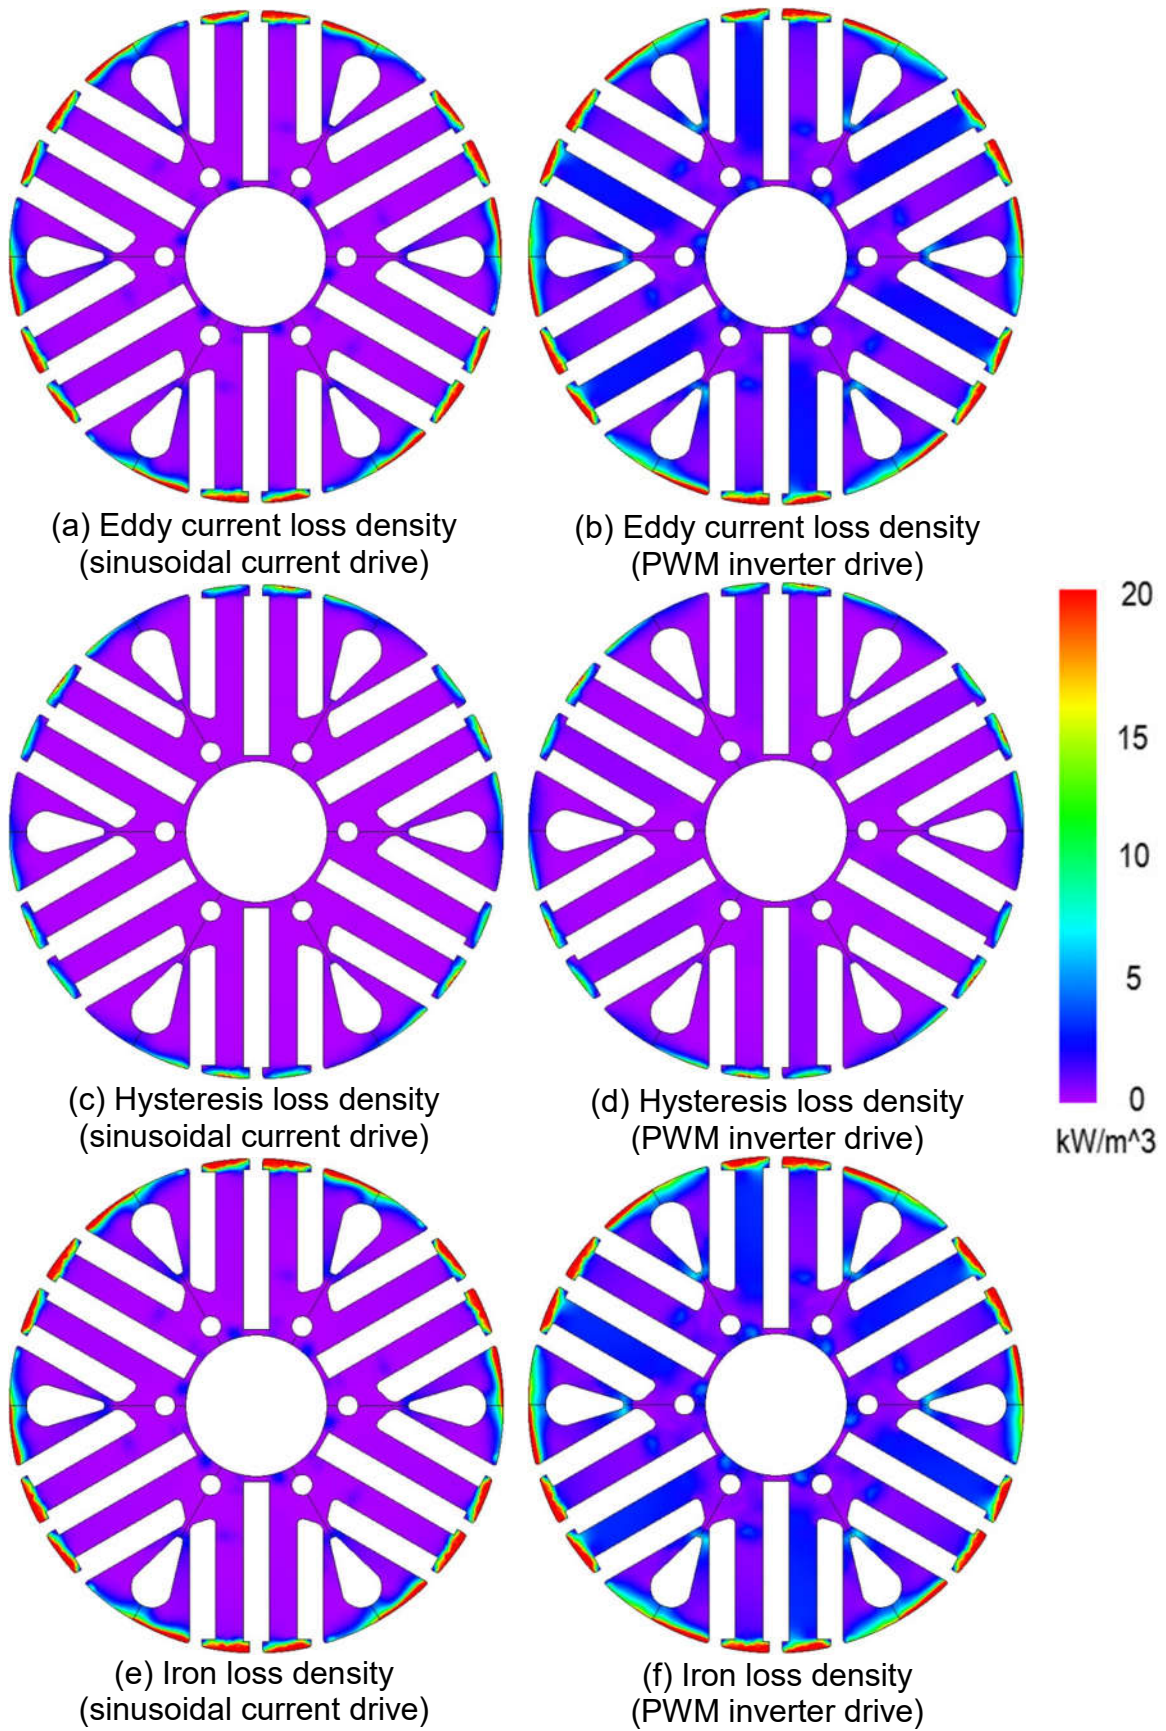 (a) Eddy current loss density
(sinusoidal current drive)
(b) Eddy current loss density
(PWM inverter drive)
(c) Hysteresis loss density
(sinusoidal current drive)
(d) Hysteresis loss density
(PWM inverter drive)
20
15
10
5
0
kW/m^3
(e) Iron loss density
(sinusoidal current drive)
(f) Iron loss density
(PWM inverter drive)